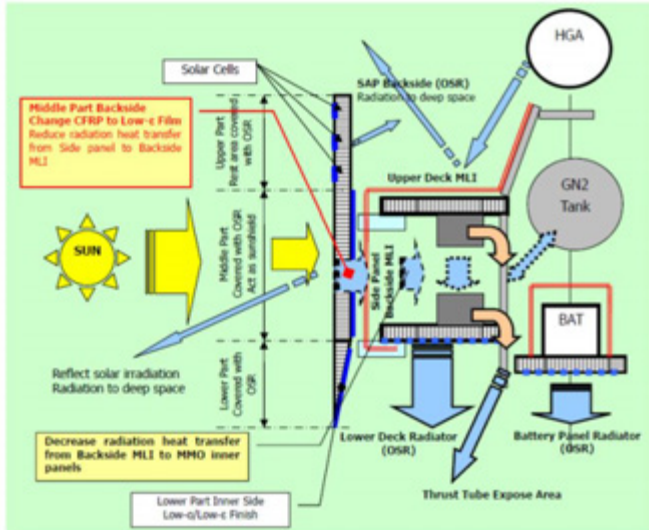 HGA
Solar Cells
SAP Backside (OSR)
Radiation to deep space
Middle Part Backside
Change CFRP to Low-ε Film
Reduce radiation heat transfer
from Side panel to Backside
MLI
Upper Part
Rest area covered
with OSR
Upper Deck MLI
GN2
Tank
SUN
Middle Part
Covered with OSR
Act as sunshield
Side Panel
Backside MLI
BAT
Reflect solar irradiation
Radiation to deep space
Lower Part
Covered with
OSR
Decrease radiation heat transfer
from Backside MLI to MMO inner
panels
Lower Deck Radiator
(OSR)
Battery Panel Radiator
(OSR)
Thrust Tube Expose Area
Lower Part Inner Side
Low-α/Low-ε Finish